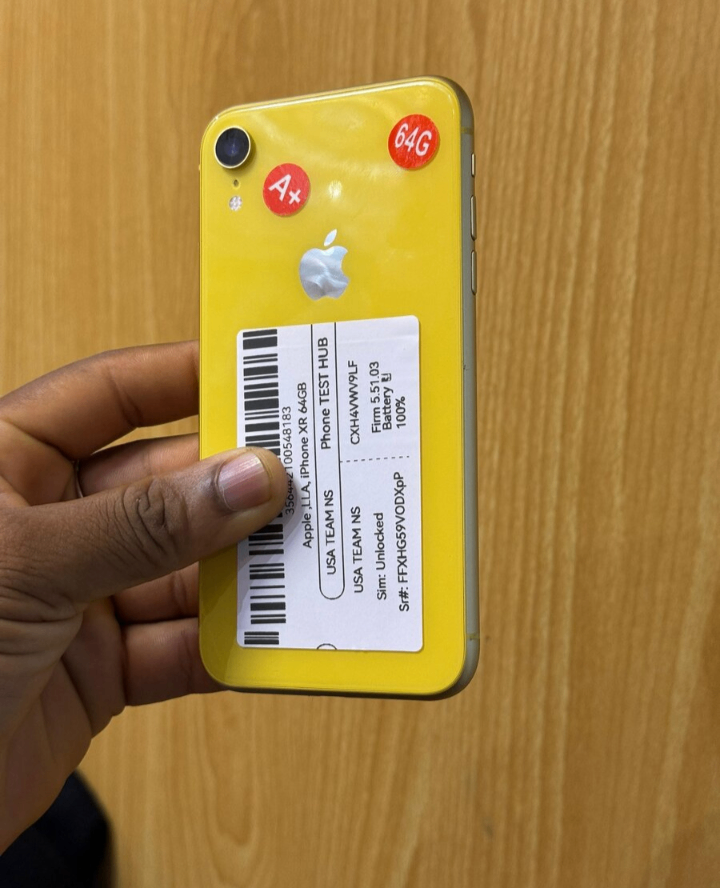 A+
64G
356442100548183
Apple ,LLA, iPhone XR 64GB
USA TEAM NS Phone TEST HUB
USA TEAM NS
CXH4VWV9LF
Sim: Unlocked
Firm 5.51.03
Sr#: FFXHG59VODXpP
Battery
100%